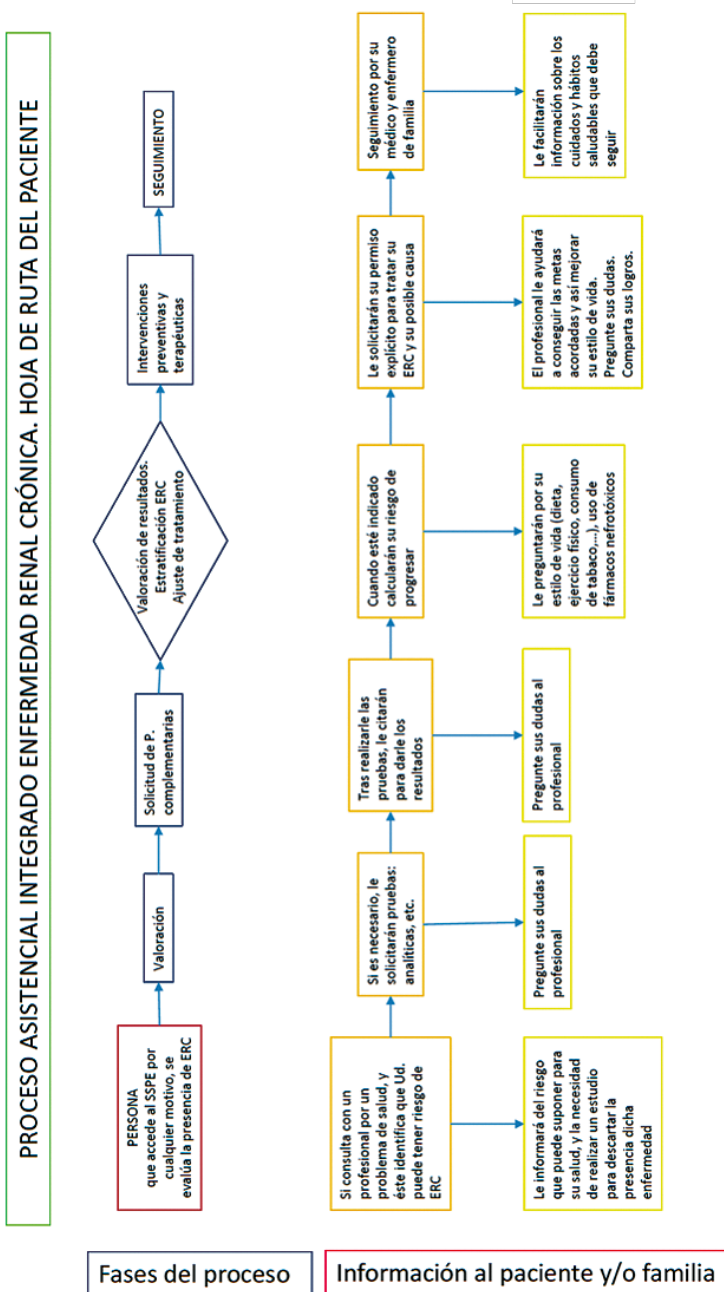 PROCESO ASISTENCIAL INTEGRADO ENFERMEDAD RENAL CRÓNICA. HOJA DE RUTA DEL PACIENTE
Fases del proceso
PERSONA
que accede al SSPE por
cualquier motivo, se
evalúa la presencia de ERC
Valoración
Solicitud de P.
complementarias
Valoración de resultados.
Estratificación ERC
Ajuste de tratamiento
Intervenciones
preventivas y
terapéuticas
SEGUIMIENTO
Información al paciente y/o familia
Si consulta con un
profesional por un
problema de salud, y
éste identifica que Ud.
puede tener riesgo de
ERC
Si es necesario, le
solicitarán pruebas:
analíticas, etc.
Tras realizarle las
pruebas, le citarán
para darle los
resultados
Cuando esté indicado
calcularán su riesgo de
progresar
Le solicitarán su permiso
explícito para tratar su
ERC y su posible causa
Seguimiento por su
médico y enfermero
de familia
Le informará del riesgo
que puede suponer para
su salud, y la necesidad
de realizar un estudio
para descartar la
presencia dicha
enfermedad
Pregunte sus dudas al
profesional
Pregunte sus dudas al
profesional
Le preguntarán por su
estilo de vida (dieta,
ejercicio físico, consumo
de tabaco,...), uso de
fármacos nefrotóxicos
El profesional le ayudará
a conseguir las metas
acordadas y así mejorar
su estilo de vida.
Pregunte sus dudas.
Comparta sus logros.
Le facilitarán
información sobre los
cuidados y hábitos
saludables que debe
seguir